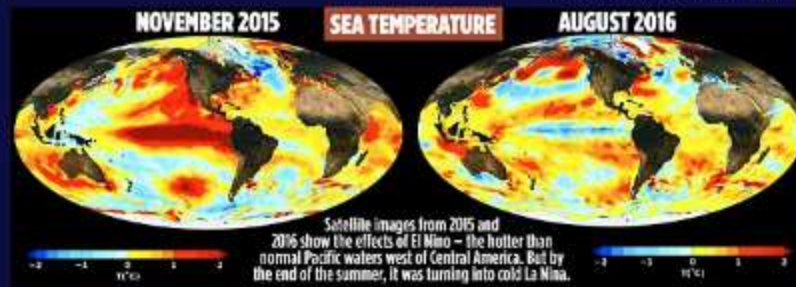 NOVEMBER 2015
SEA TEMPERATURE
AUGUST 2016
Satellite images from 2015 and
2016 show the effects of El Nino – the hotter than
normal Pacific waters west of Central America. But by
the end of the summer, it was turning into cold La Nina.
-2 -1 0 1 2
T(°C)
-2 -1 0 1 2
T(°C)